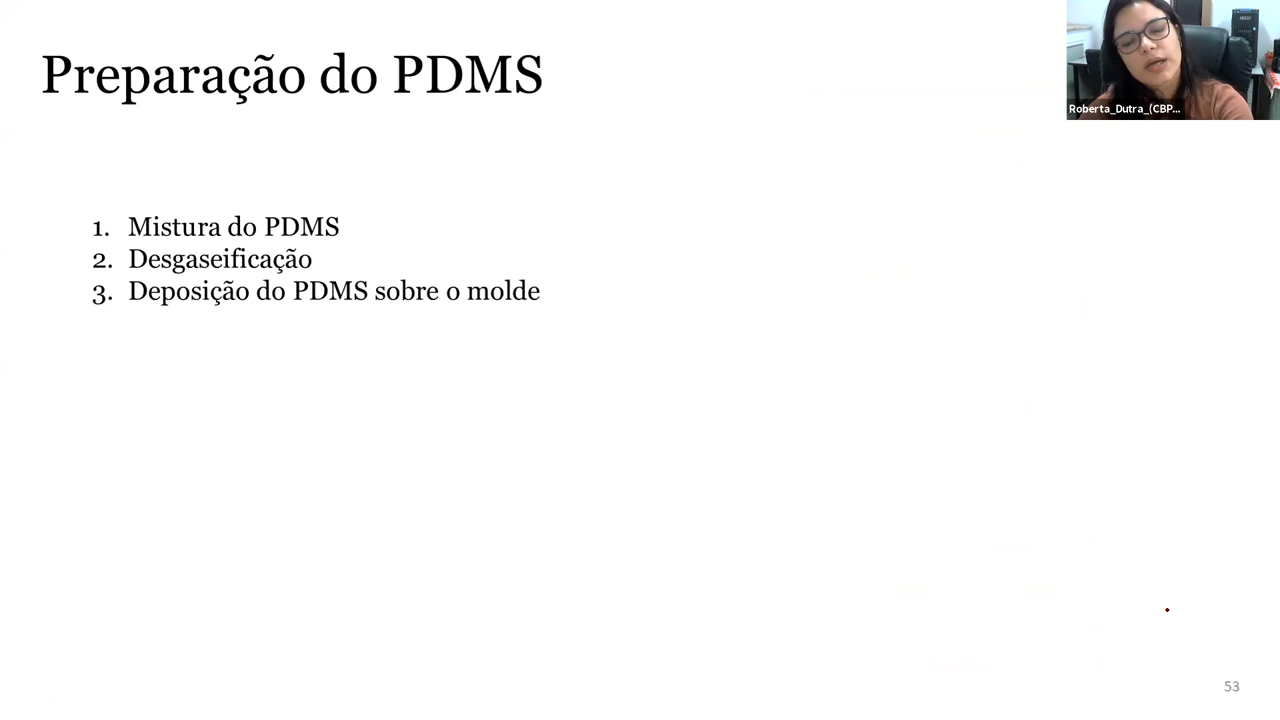 Preparação do PDMS
Roberta_Dutra_(CBP...
1. Mistura do PDMS
2. Desgaseificação
3. Deposição do PDMS sobre o molde
53